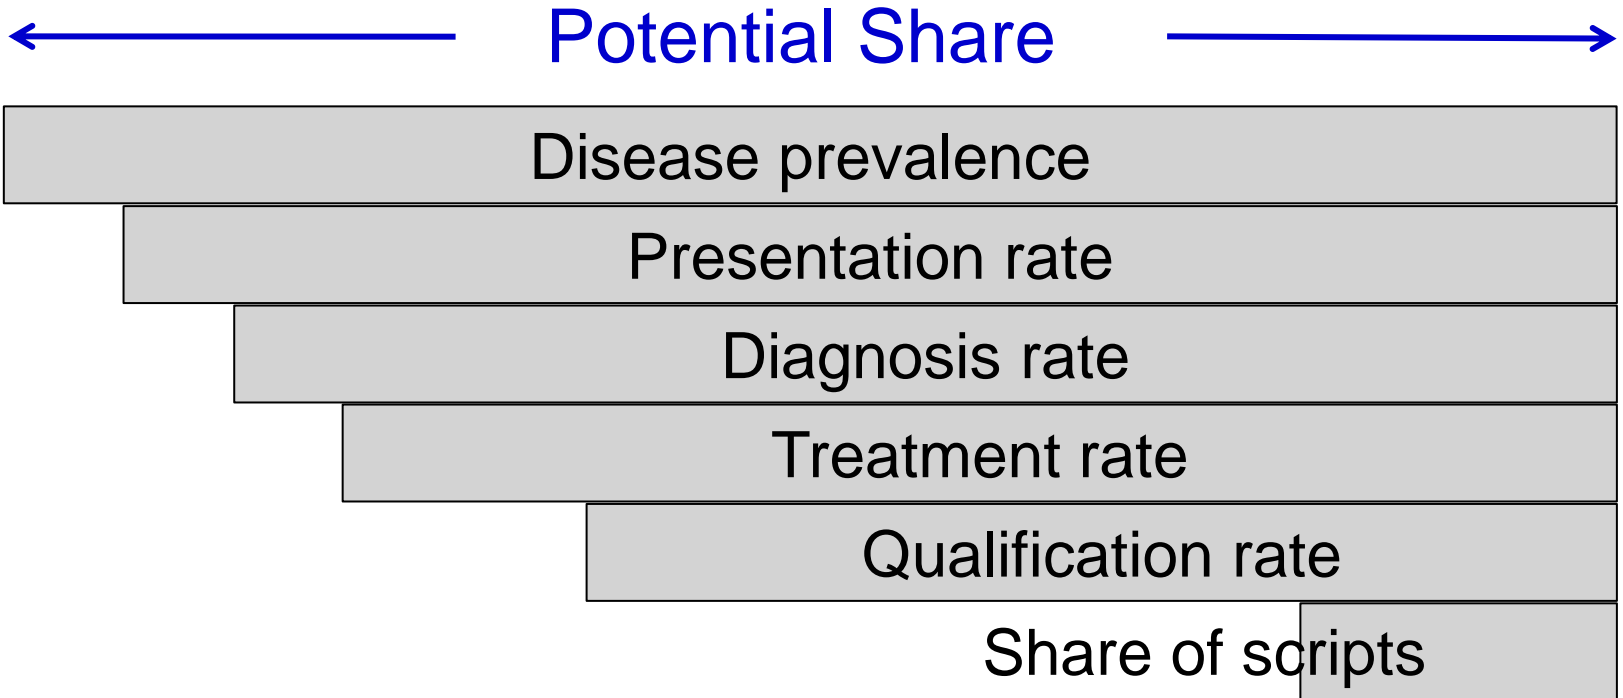 Potential Share
Disease prevalence
Presentation rate
Diagnosis rate
Treatment rate
Qualification rate
Share of scripts